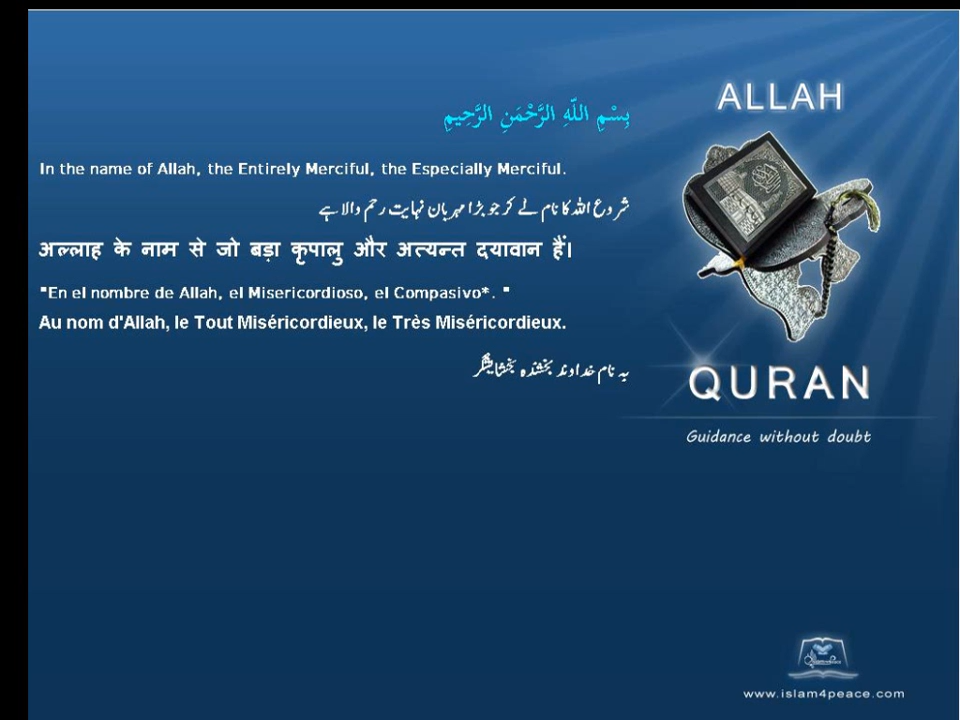 بِسْمِ اللّهِ الرَّحْمَنِ الرَّحِيمِ
In the name of Allah, the Entirely Merciful, the Especially Merciful.
شروع الله کا نام لے کر جو بڑا مہربان نہایت رحم والا ہے
अल्लाह के नाम से जो बड़ा कृपालु और अत्यन्त दयावान हैं।
"En el nombre de Allah, el Misericordioso, el Compasivo*. "
Au nom d'Allah, le Tout Miséricordieux, le Très Miséricordieux.
به نام خداوند بخشنده بخشایشگر
ALLAH
QURAN
Guidance without doubt
www.islam4peace.com